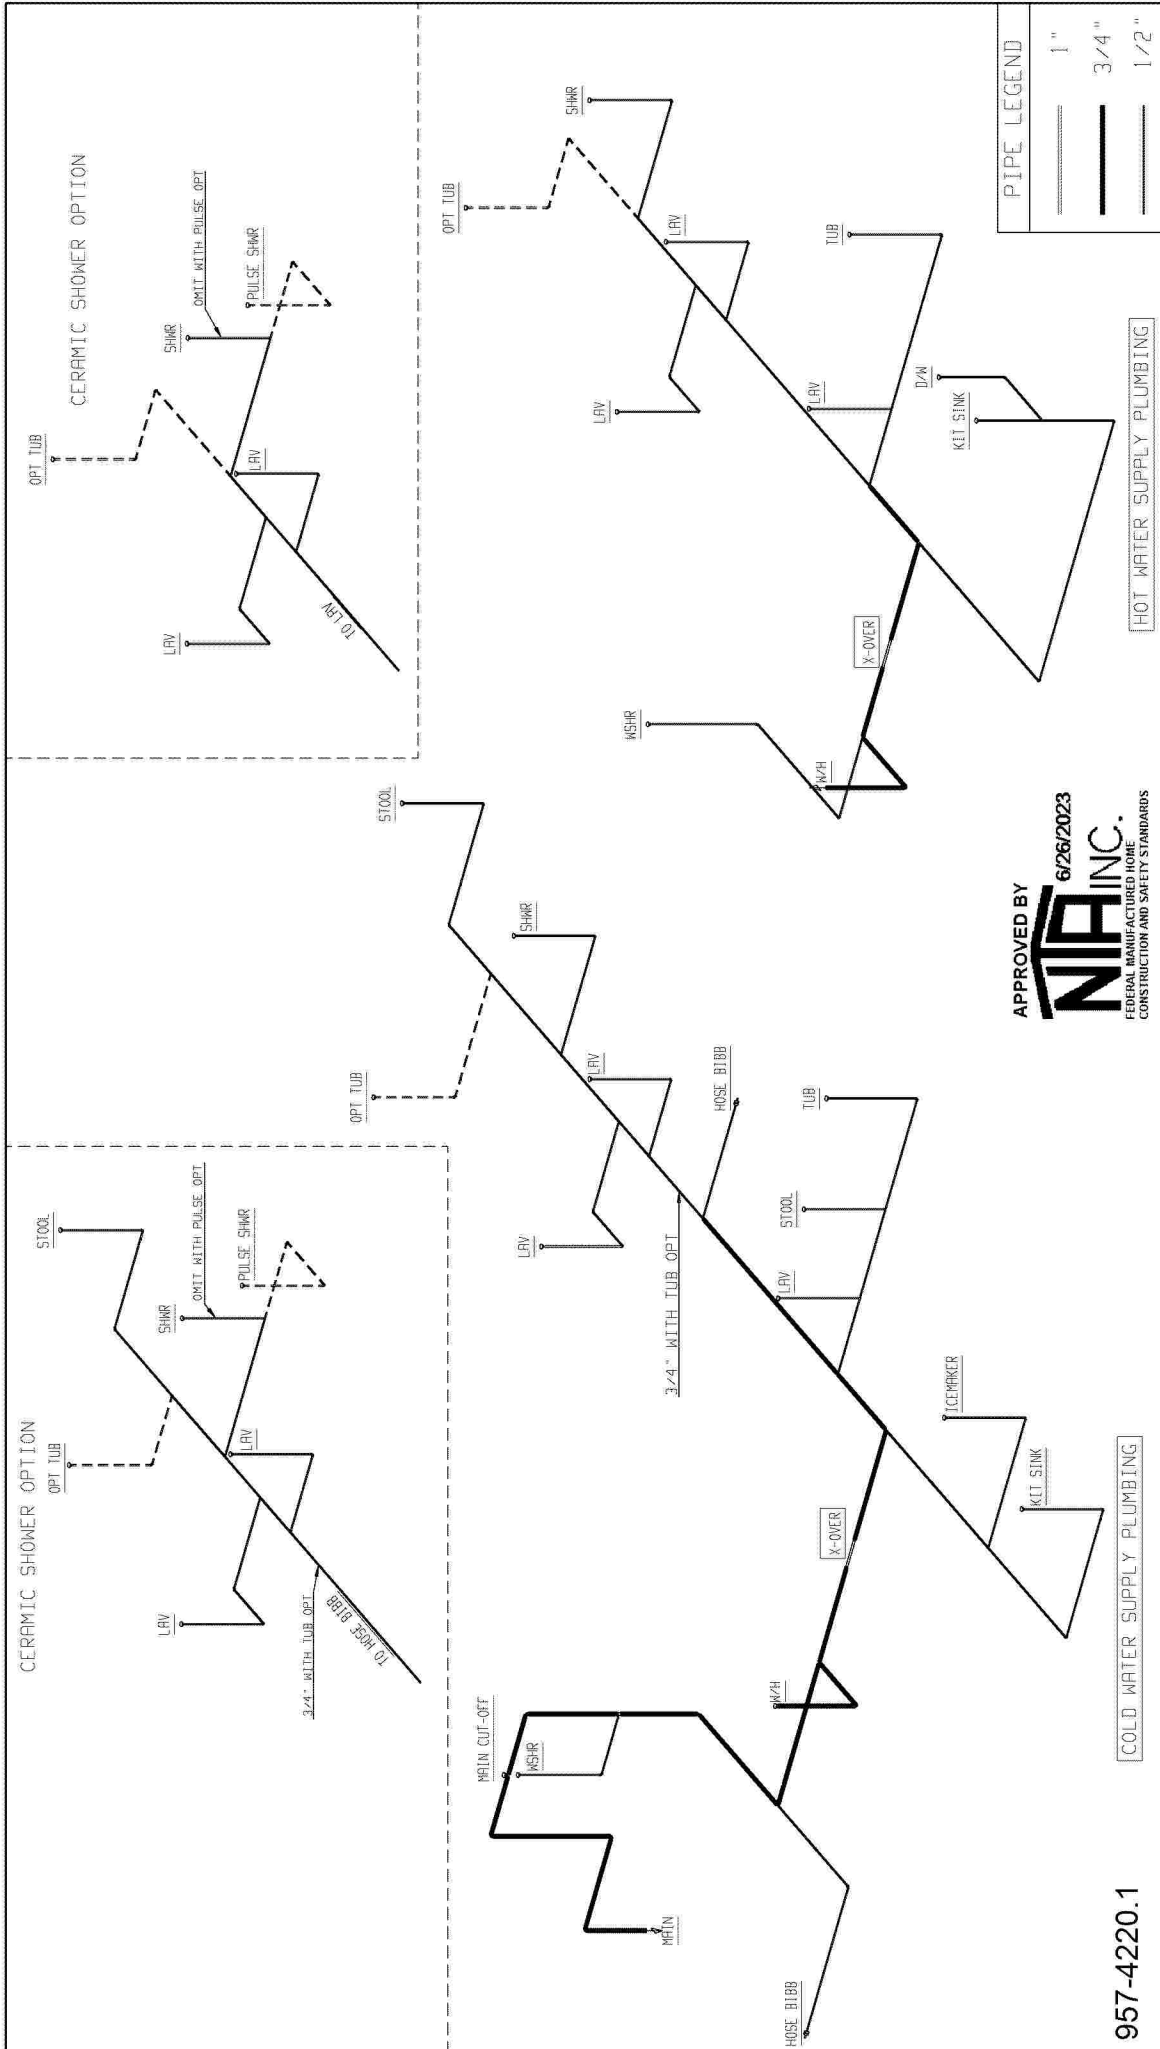 CERAMIC SHOWER OPTION
STOOL
OPT TUB
SHWR
OMIT WITH PULSE OPT
PULSE SHWR
LAV
LAV
3/4" WITH TUB OPT
TO HOSE BIBB
CERAMIC SHOWER OPTION
OPT TUB
SHWR
OMIT WITH PULSE OPT
PULSE SHWR
LAV
LAV
TO LAV
MAIN CUT-OFF
WSHR
MAIN
HOSE BIBB
W/H
X-OVER
STOOL
OPT TUB
SHWR
LAV
LAV
3/4" WITH TUB OPT
HOSE BIBB
TUB
STOOL
LAV
ICEMAKER
KIT SINK
COLD WATER SUPPLY PLUMBING
OPT TUB
SHWR
LAV
LAV
TUB
LAV
D/W
KIT SINK
WSHR
W/H
X-OVER
HOT WATER SUPPLY PLUMBING
957-4220.1
APPROVED BY
6/26/2023
NTA INC.
FEDERAL MANUFACTURED HOME
CONSTRUCTION AND SAFETY STANDARDS
PIPE LEGEND
1"
3/4"
1/2"